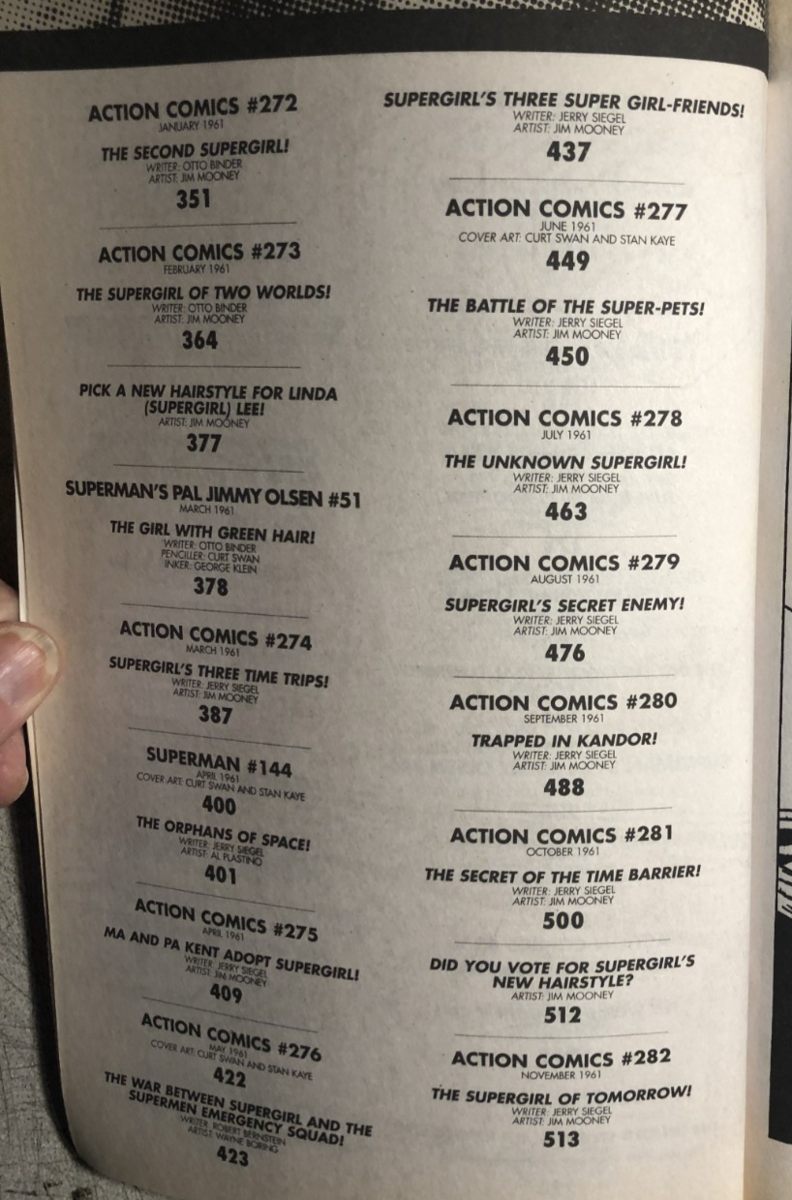 ACTION COMICS #272
JANUARY 1961
THE SECOND SUPERGIRL!
WRITER: OTTO BINDER
ARTIST: JIM MOONEY
351
ACTION COMICS #273
FEBRUARY 1961
THE SUPERGIRL OF TWO WORLDS!
WRITER: OTTO BINDER
ARTIST: JIM MOONEY
364
PICK A NEW HAIRSTYLE FOR LINDA
(SUPERGIRL) LEE!
ARTIST: JIM MOONEY
377
SUPERMAN'S PAL JIMMY OLSEN #51
MARCH 1961
THE GIRL WITH GREEN HAIR!
WRITER: OTTO BINDER
PENCILLER: CURT SWAN
INKER: GEORGE KLEIN
378
ACTION COMICS #274
MARCH 1961
SUPERGIRL'S THREE TIME TRIPS!
WRITER: JERRY SIEGEL
ARTIST: JIM MOONEY
387
SUPERMAN #144
APRIL 1961
COVER ART: CURT SWAN AND STAN KAYE
400
THE ORPHANS OF SPACE!
WRITER: JERRY SIEGEL
ARTIST: AL PLASTINO
401
ACTION COMICS #275
APRIL 1961
MA AND PA KENT ADOPT SUPERGIRL!
WRITER: JERRY SIEGEL
ARTIST: JIM MOONEY
409
ACTION COMICS #276
MAY 1961
COVER ART: CURT SWAN AND STAN KAYE
422
THE WAR BETWEEN SUPERGIRL AND THE
SUPERMEN EMERGENCY SQUAD!
WRITER: ROBERT BERNSTEIN
ARTIST: WAYNE BORING
423
SUPERGIRL'S THREE SUPER GIRL-FRIENDS!
WRITER: JERRY SIEGEL
ARTIST: JIM MOONEY
437
ACTION COMICS #277
JUNE 1961
COVER ART: CURT SWAN AND STAN KAYE
449
THE BATTLE OF THE SUPER-PETS!
WRITER: JERRY SIEGEL
ARTIST: JIM MOONEY
450
ACTION COMICS #278
JULY 1961
THE UNKNOWN SUPERGIRL!
WRITER: JERRY SIEGEL
ARTIST: JIM MOONEY
463
ACTION COMICS #279
AUGUST 1961
SUPERGIRL'S SECRET ENEMY!
WRITER: JERRY SIEGEL
ARTIST: JIM MOONEY
476
ACTION COMICS #280
SEPTEMBER 1961
TRAPPED IN KANDOR!
WRITER: JERRY SIEGEL
ARTIST: JIM MOONEY
488
ACTION COMICS #281
OCTOBER 1961
THE SECRET OF THE TIME BARRIER!
WRITER: JERRY SIEGEL
ARTIST: JIM MOONEY
500
DID YOU VOTE FOR SUPERGIRL'S
NEW HAIRSTYLE?
ARTIST: JIM MOONEY
512
ACTION COMICS #282
NOVEMBER 1961
THE SUPERGIRL OF TOMORROW!
WRITER: JERRY SIEGEL
ARTIST: JIM MOONEY
513